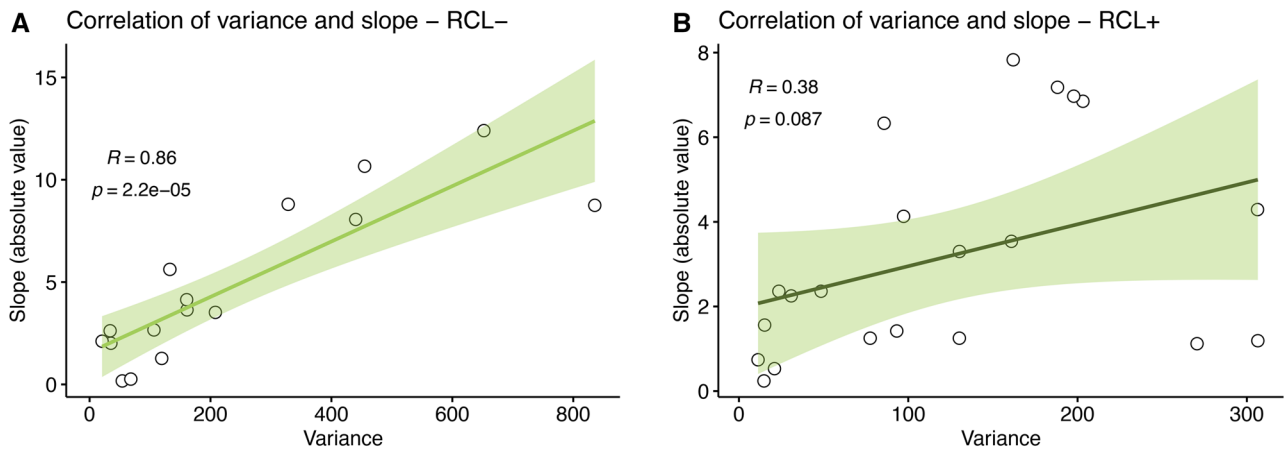 A Correlation of variance and slope – RCL–
R = 0.86
p = 2.2e−05
Slope (absolute value)
15
10
5
0
0 200 400 600 800
Variance
B Correlation of variance and slope – RCL+
R = 0.38
p = 0.087
Slope (absolute value)
8
6
4
2
0
0 100 200 300
Variance